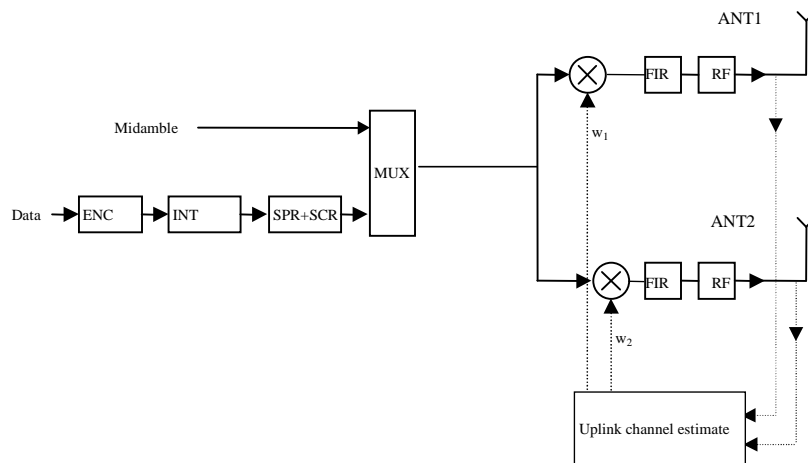 ANT1
FIR
RF
Midamble
w1
MUX
Data
ENC
INT
SPR+SCR
ANT2
FIR
RF
w2
Uplink channel estimate